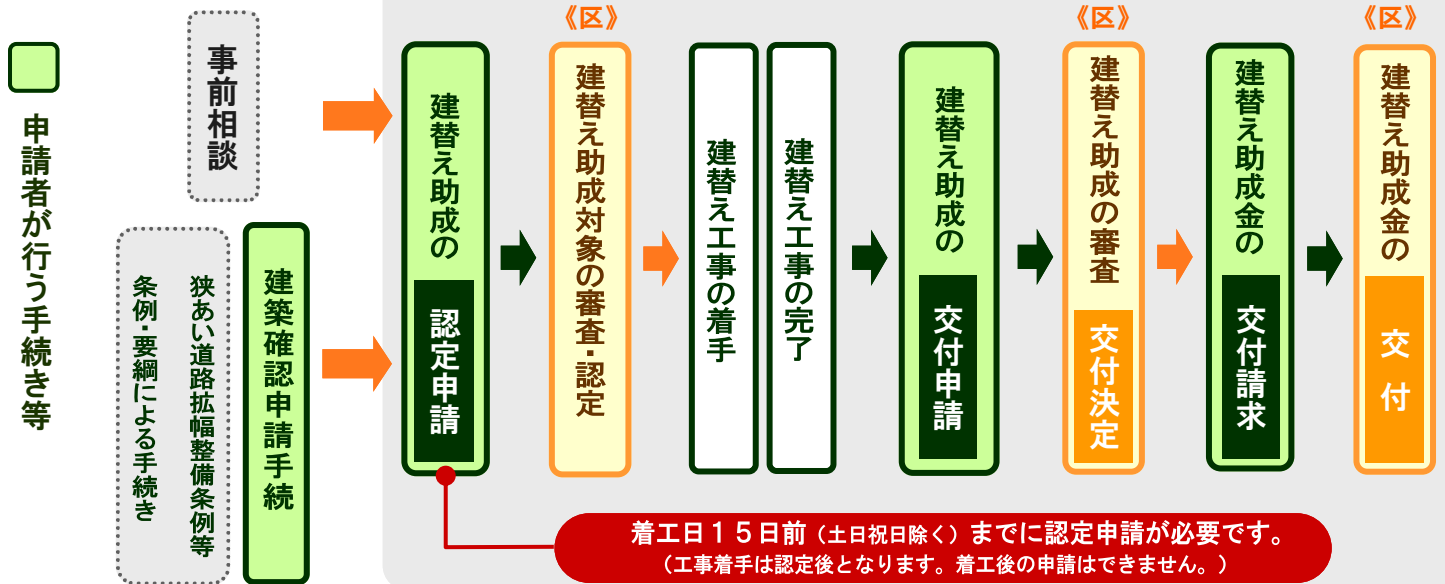 申請者が行う手続き等
事前相談
狭あい道路拡幅整備条例等
条例・要綱による手続き
建築確認申請手続
建替え助成の
認定申請
《区》
建替え助成対象の審査・認定
建替え工事の着手
建替え工事の完了
建替え助成の
交付申請
《区》
建替え助成の審査
交付決定
建替え助成金の
交付請求
《区》
建替え助成金の
交付
着工日15日前（土日祝日除く）までに認定申請が必要です。
（工事着手は認定後となります。着工後の申請はできません。）